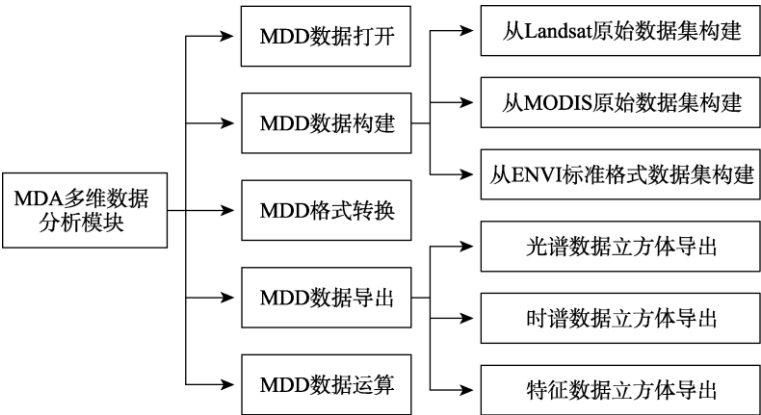 MDA多维数据
分析模块
MDD数据打开
MDD数据构建
MDD格式转换
MDD数据导出
MDD数据运算
从Landsat原始数据集构建
从MODIS原始数据集构建
从ENVI标准格式数据集构建
光谱数据立方体导出
时谱数据立方体导出
特征数据立方体导出